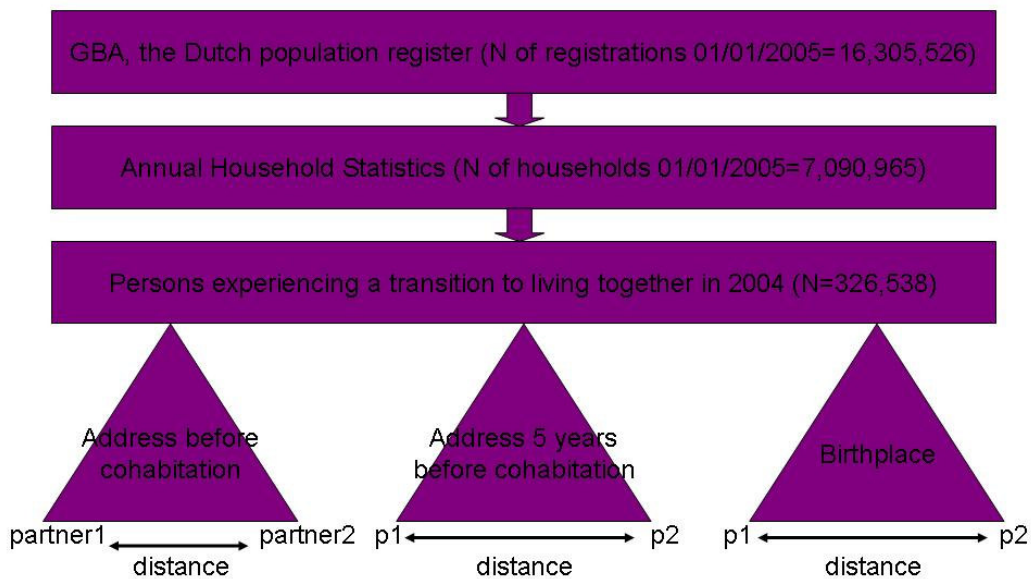 GBA, the Dutch population register (N of registrations 01/01/2005=16,305,526)
Annual Household Statistics (N of households 01/01/2005=7,090,965)
Persons experiencing a transition to living together in 2004 (N=326,538)
Address before
cohabitation
Address 5 years
before cohabitation
Birthplace
partner1 partner2 p1 p2 p1 p2
distance distance distance